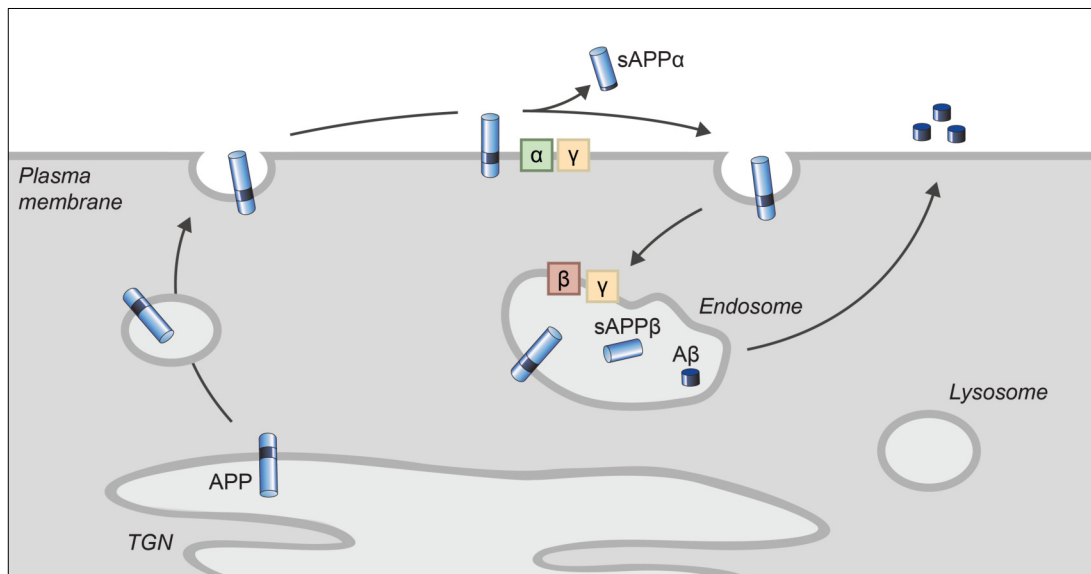 sAPPα
α γ
Plasma
membrane
β γ
Endosome
sAPPβ
Aβ
Lysosome
APP
TGN